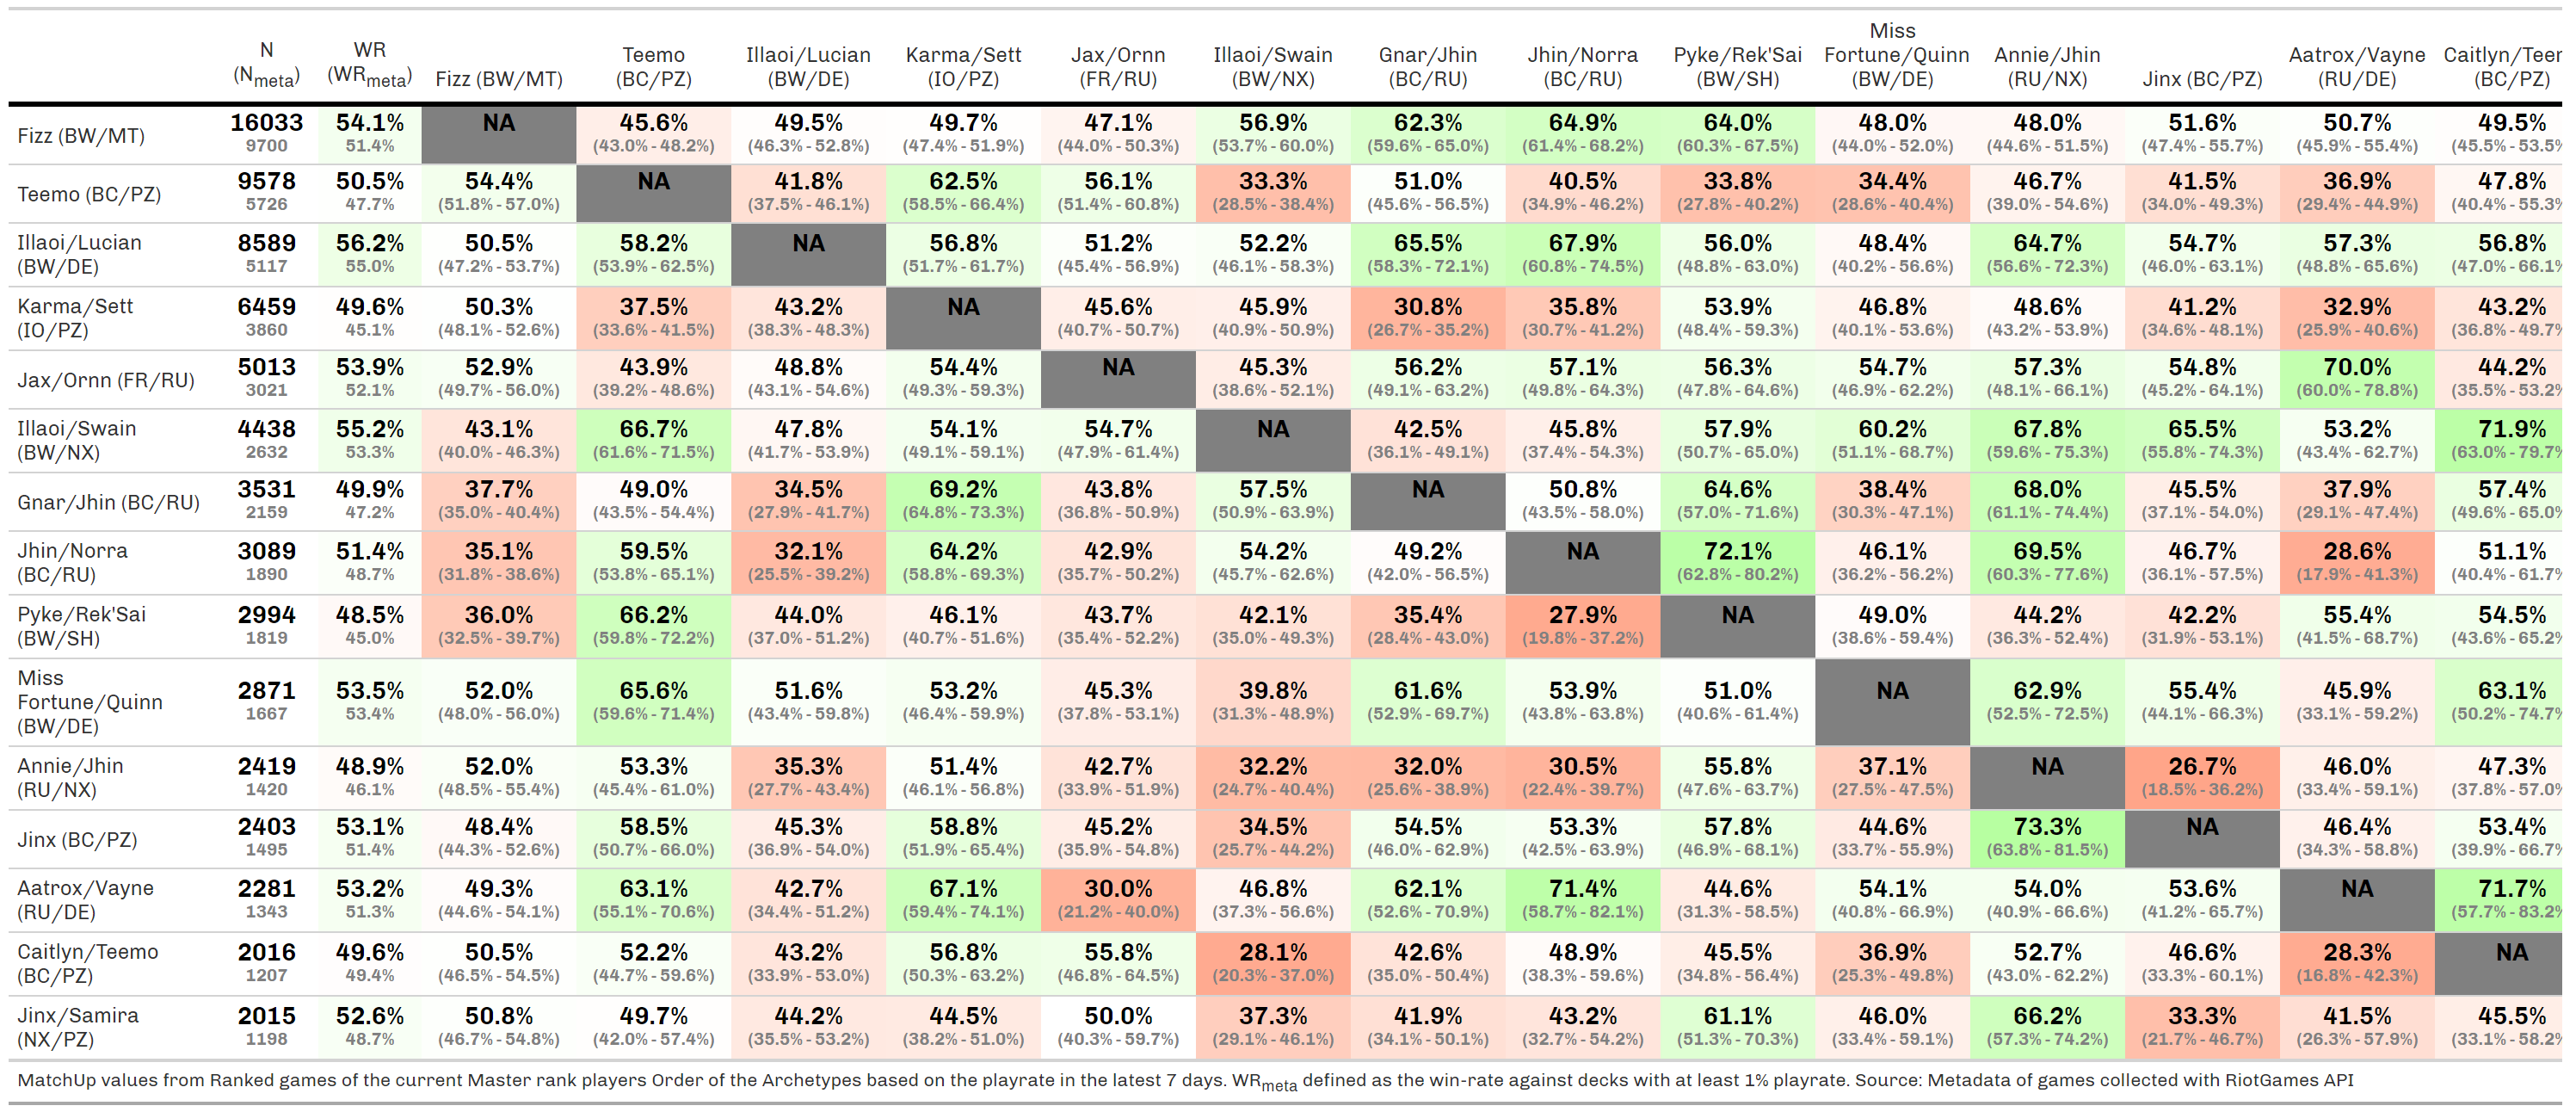 N (N_meta) WR (WR_meta) Fizz (BW/MT) Teemo (BC/PZ) Illaoi/Lucian (BW/DE) Karma/Sett (IO/PZ) Jax/Ornn (FR/RU) Illaoi/Swain (BW/NX) Gnar/Jhin (BC/RU) Jhin/Norra (BC/RU) Pyke/Rek'Sai (BW/SH) Miss Fortune/Quinn (BW/DE) Annie/Jhin (RU/NX) Jinx (BC/PZ) Aatrox/Vayne (RU/DE) Caitlyn/Teer (BC/PZ)
Fizz (BW/MT) 16033 54.1% NA 45.6% 49.5% 49.7% 47.1% 56.9% 62.3% 64.9% 64.0% 48.0% 48.0% 51.6% 50.7% 49.5%
9700 51.4% (43.0% - 48.2%) (46.3% - 52.8%) (47.4% - 51.9%) (44.0% - 50.3%) (53.7% - 60.0%) (59.6% - 65.0%) (61.4% - 68.2%) (60.3% - 67.5%) (44.0% - 52.0%) (44.6% - 51.5%) (47.4% - 55.7%) (45.9% - 55.4%) (45.5% - 53.5%
Teemo (BC/PZ) 9578 50.5% 54.4% NA 41.8% 62.5% 56.1% 33.3% 51.0% 40.5% 33.8% 34.4% 46.7% 41.5% 36.9% 47.8%
5726 47.7% (51.8% - 57.0%) (37.5% - 46.1%) (58.5% - 66.4%) (51.4% - 60.8%) (28.5% - 38.4%) (45.6% - 56.5%) (34.9% - 46.2%) (27.8% - 40.2%) (28.6% - 40.4%) (39.0% - 54.6%) (34.0% - 49.3%) (29.4% - 44.9%) (40.4% - 55.3%
Illaoi/Lucian (BW/DE) 8589 56.2% 50.5% 58.2% NA 56.8% 51.2% 52.2% 65.5% 67.9% 56.0% 48.4% 64.7% 54.7% 57.3% 56.8%
5117 55.0% (47.2% - 53.7%) (53.9% - 62.5%) (51.7% - 61.7%) (45.4% - 56.9%) (46.1% - 58.3%) (58.3% - 72.1%) (60.8% - 74.5%) (48.8% - 63.0%) (40.2% - 56.6%) (56.6% - 72.3%) (46.0% - 63.1%) (48.8% - 65.6%) (47.0% - 66.1%
Karma/Sett (IO/PZ) 6459 49.6% 50.3% 37.5% 43.2% NA 45.6% 45.9% 30.8% 35.8% 53.9% 46.8% 48.6% 41.2% 32.9% 43.2%
3860 45.1% (48.1% - 52.6%) (33.6% - 41.5%) (38.3% - 48.3%) (40.7% - 50.7%) (40.9% - 50.9%) (26.7% - 35.2%) (30.7% - 41.2%) (48.4% - 59.3%) (40.1% - 53.6%) (43.2% - 53.9%) (34.6% - 48.1%) (25.9% - 40.6%) (36.8% - 49.7%
Jax/Ornn (FR/RU) 5013 53.9% 52.9% 43.9% 48.8% 54.4% NA 45.3% 56.2% 57.1% 56.3% 54.7% 57.3% 54.8% 70.0% 44.2%
3021 52.1% (49.7% - 56.0%) (39.2% - 48.6%) (43.1% - 54.6%) (49.3% - 59.3%) (38.6% - 52.1%) (49.1% - 63.2%) (49.8% - 64.3%) (47.8% - 64.6%) (46.9% - 62.2%) (48.1% - 66.1%) (45.2% - 64.1%) (60.0% - 78.8%) (35.5% - 53.2%
Illaoi/Swain (BW/NX) 4438 55.2% 43.1% 66.7% 47.8% 54.1% 54.7% NA 42.5% 45.8% 57.9% 60.2% 67.8% 65.5% 53.2% 71.9%
2632 53.3% (40.0% - 46.3%) (61.6% - 71.5%) (41.7% - 53.9%) (49.1% - 59.1%) (47.9% - 61.4%) (36.1% - 49.1%) (37.4% - 54.3%) (50.7% - 65.0%) (51.1% - 68.7%) (59.6% - 75.3%) (55.8% - 74.3%) (43.4% - 62.7%) (63.0% - 79.7%
Gnar/Jhin (BC/RU) 3531 49.9% 37.7% 49.0% 34.5% 69.2% 43.8% 57.5% NA 50.8% 64.6% 38.4% 68.0% 45.5% 37.9% 57.4%
2159 47.2% (35.0% - 40.4%) (43.5% - 54.4%) (27.9% - 41.7%) (64.8% - 73.3%) (36.8% - 50.9%) (50.9% - 63.9%) (43.5% - 58.0%) (57.0% - 71.6%) (30.3% - 47.1%) (61.1% - 74.4%) (37.1% - 54.0%) (29.1% - 47.4%) (49.6% - 65.0%
Jhin/Norra (BC/RU) 3089 51.4% 35.1% 59.5% 32.1% 64.2% 42.9% 54.2% 49.2% NA 72.1% 46.1% 69.5% 46.7% 28.6% 51.1%
1890 48.7% (31.8% - 38.6%) (53.8% - 65.1%) (25.5% - 39.2%) (58.8% - 69.3%) (35.7% - 50.2%) (45.7% - 62.6%) (42.0% - 56.5%) (62.8% - 80.2%) (36.2% - 56.2%) (60.3% - 77.6%) (36.1% - 57.5%) (17.9% - 41.3%) (40.4% - 61.7%
Pyke/Rek'Sai (BW/SH) 2994 48.5% 36.0% 66.2% 44.0% 46.1% 43.7% 42.1% 35.4% 27.9% NA 49.0% 44.2% 42.2% 55.4% 54.5%
1819 45.0% (32.5% - 39.7%) (59.8% - 72.2%) (37.0% - 51.2%) (40.7% - 51.6%) (35.4% - 52.2%) (35.0% - 49.3%) (28.4% - 43.0%) (19.8% - 37.2%) (38.6% - 59.4%) (36.3% - 52.4%) (31.9% - 53.1%) (41.5% - 68.7%) (43.6% - 65.2%
Miss Fortune/Quinn (BW/DE) 2871 53.5% 52.0% 65.6% 51.6% 53.2% 45.3% 39.8% 61.6% 53.9% 51.0% NA 62.9% 55.4% 45.9% 63.1%
1667 53.4% (48.0% - 56.0%) (59.6% - 71.4%) (43.4% - 59.8%) (46.4% - 59.9%) (37.8% - 53.1%) (31.3% - 48.9%) (52.9% - 69.7%) (43.8% - 63.8%) (40.6% - 61.4%) (52.5% - 72.5%) (44.1% - 66.3%) (33.1% - 59.2%) (50.2% - 74.7%
Annie/Jhin (RU/NX) 2419 48.9% 52.0% 53.3% 35.3% 51.4% 42.7% 32.2% 32.0% 30.5% 55.8% 37.1% NA 26.7% 46.0% 47.3%
1420 46.1% (48.5% - 55.4%) (45.4% - 61.0%) (27.7% - 43.4%) (46.1% - 56.8%) (33.9% - 51.9%) (24.7% - 40.4%) (25.6% - 38.9%) (22.4% - 39.7%) (47.6% - 63.7%) (27.5% - 47.5%) (18.5% - 36.2%) (33.4% - 59.1%) (37.8% - 57.0%
Jinx (BC/PZ) 2403 53.1% 48.4% 58.5% 45.3% 58.8% 45.2% 34.5% 54.5% 53.3% 57.8% 44.6% 73.3% NA 46.4% 53.4%
1495 51.4% (44.3% - 52.6%) (50.7% - 66.0%) (36.9% - 54.0%) (51.9% - 65.4%) (35.9% - 54.8%) (25.7% - 44.2%) (46.0% - 62.9%) (42.5% - 63.9%) (46.9% - 68.1%) (33.7% - 55.9%) (63.8% - 81.5%) (34.3% - 58.8%) (39.9% - 66.7%
Aatrox/Vayne (RU/DE) 2281 53.2% 49.3% 63.1% 42.7% 67.1% 30.0% 46.8% 62.1% 71.4% 44.6% 54.1% 54.0% 53.6% NA 71.7%
1343 51.3% (44.6% - 54.1%) (55.1% - 70.6%) (34.4% - 51.2%) (59.4% - 74.1%) (21.2% - 40.0%) (37.3% - 56.6%) (52.6% - 70.9%) (58.7% - 82.1%) (31.3% - 58.5%) (40.8% - 66.9%) (40.9% - 66.6%) (41.2% - 65.7%) (57.7% - 83.2%
Caitlyn/Teemo (BC/PZ) 2016 49.6% 50.5% 52.2% 43.2% 56.8% 55.8% 28.1% 42.6% 48.9% 45.5% 36.9% 52.7% 46.6% 28.3% NA
1207 49.4% (46.5% - 54.5%) (44.7% - 59.6%) (33.9% - 53.0%) (50.3% - 63.2%) (46.8% - 64.5%) (20.3% - 37.0%) (35.0% - 50.4%) (38.3% - 59.6%) (34.8% - 56.4%) (25.3% - 49.8%) (43.0% - 62.2%) (33.3% - 60.1%) (16.8% - 42.3%)
Jinx/Samira (NX/PZ) 2015 52.6% 50.8% 49.7% 44.2% 44.5% 50.0% 37.3% 41.9% 43.2% 61.1% 46.0% 66.2% 33.3% 41.5% 45.5%
1198 48.7% (46.7% - 54.8%) (42.0% - 57.4%) (35.5% - 53.2%) (38.2% - 51.0%) (40.3% - 59.7%) (29.1% - 46.1%) (34.1% - 50.1%) (32.7% - 54.2%) (51.3% - 70.3%) (33.4% - 59.1%) (57.3% - 74.2%) (21.7% - 46.7%) (26.3% - 57.9%) (33.1% - 58.2%
MatchUp values from Ranked games of the current Master rank players Order of the Archetypes based on the playrate in the latest 7 days. WR_meta defined as the win-rate against decks with at least 1% playrate. Source: Metadata of games collected with RiotGames API